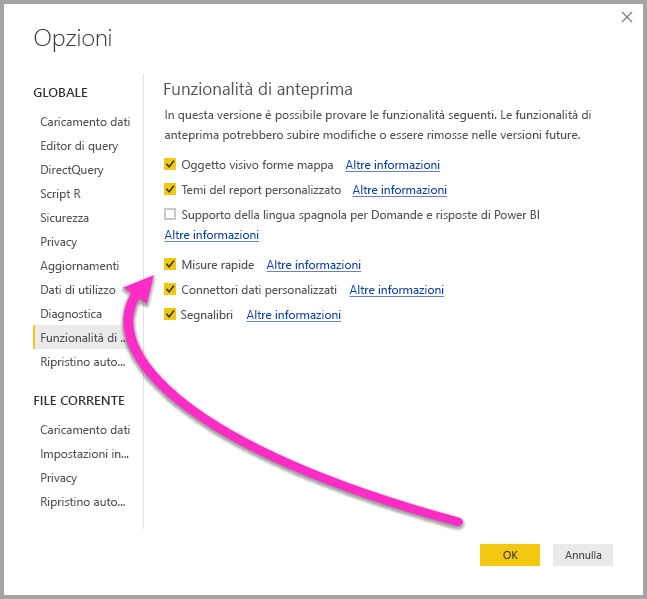 Opzioni
GLOBALE
Caricamento dati
Editor di query
DirectQuery
Script R
Sicurezza
Privacy
Aggiornamenti
Dati di utilizzo
Diagnostica
Funzionalità di ...
Ripristino auto...
FILE CORRENTE
Caricamento dati
Impostazioni in...
Privacy
Ripristino auto...
Funzionalità di anteprima
In questa versione è possibile provare le funzionalità seguenti. Le funzionalità di
anteprima potrebbero subire modifiche o essere rimosse nelle versioni future.
Oggetto visivo forme mappa Altre informazioni
Temi del report personalizzato Altre informazioni
Supporto della lingua spagnola per Domande e risposte di Power BI
Altre informazioni
Misure rapide Altre informazioni
Connettori dati personalizzati Altre informazioni
Segnalibri Altre informazioni
OK Annulla